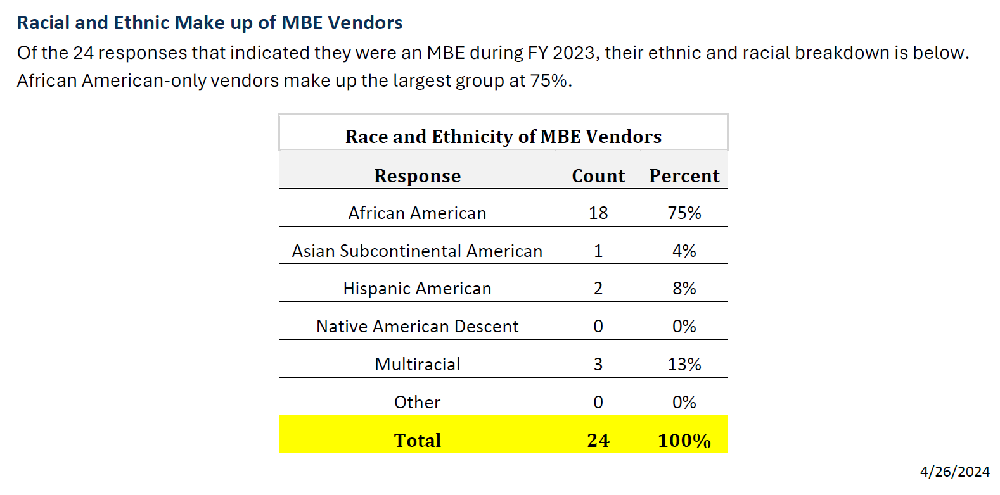 Racial and Ethnic Make up of MBE Vendors
Of the 24 responses that indicated they were an MBE during FY 2023, their ethnic and racial breakdown is below.
African American-only vendors make up the largest group at 75%.
Race and Ethnicity of MBE Vendors
Response Count Percent
African American 18 75%
Asian Subcontinental American 1 4%
Hispanic American 2 8%
Native American Descent 0 0%
Multiracial 3 13%
Other 0 0%
Total 24 100%
4/26/2024